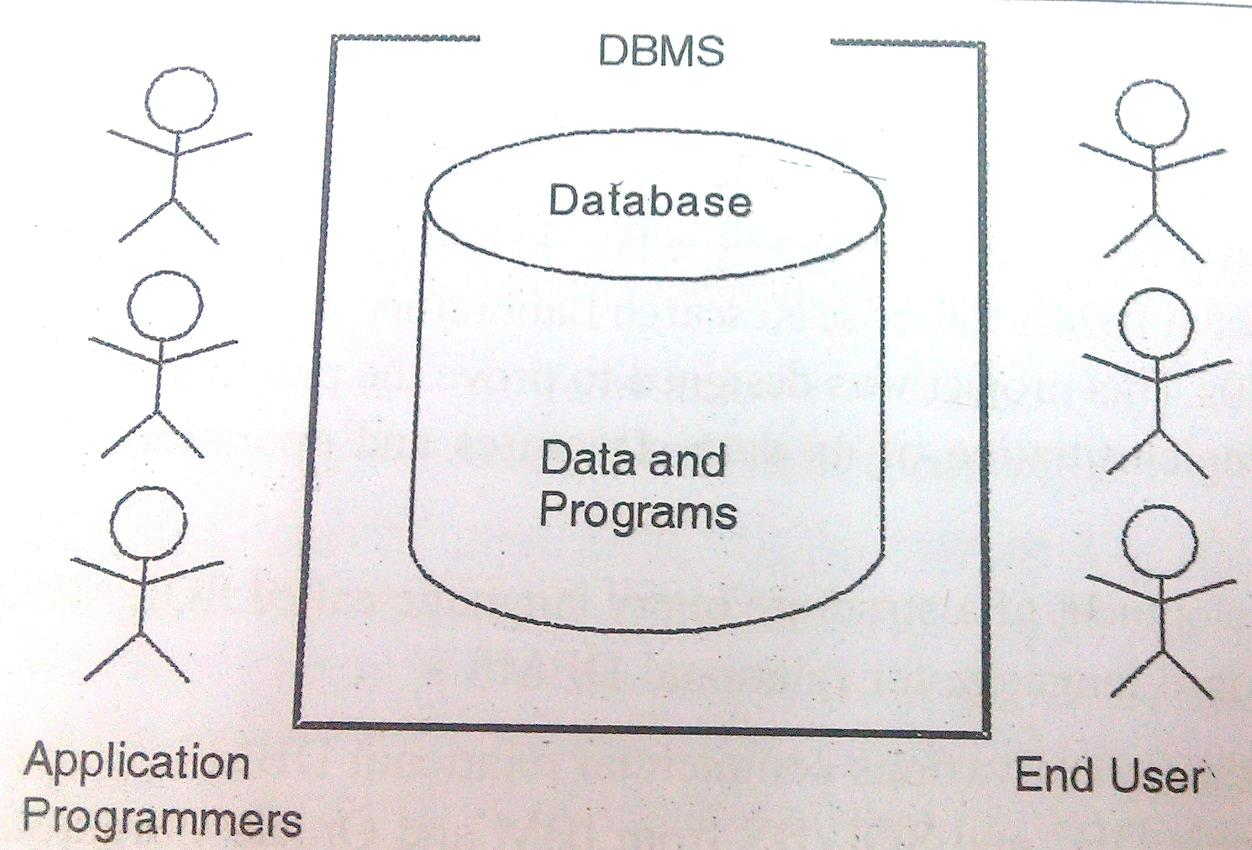 DBMS
Database
Data and
Programs
Application
Programmers
End User